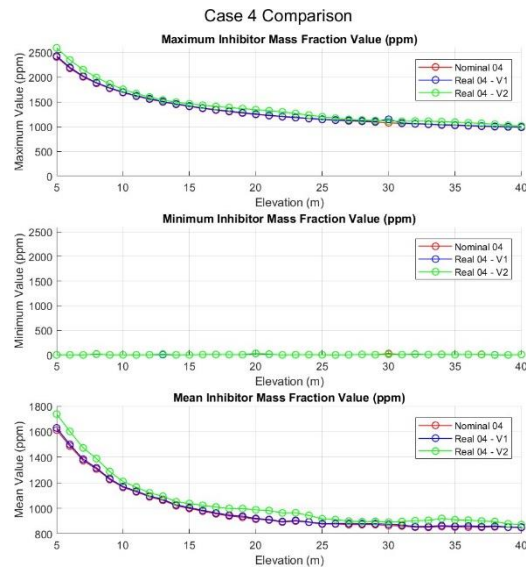 Case 4 Comparison
Maximum Inhibitor Mass Fraction Value (ppm)
Maximum Value (ppm)
2500
2000
1500
1000
500
0
Nominal 04
Real 04 - V1
Real 04 - V2
5 10 15 20 25 30 35 40
Elevation (m)
Minimum Inhibitor Mass Fraction Value (ppm)
Minimum Value (ppm)
2500
2000
1500
1000
500
0
Nominal 04
Real 04 - V1
Real 04 - V2
5 10 15 20 25 30 35 40
Elevation (m)
Mean Inhibitor Mass Fraction Value (ppm)
Mean Value (ppm)
1800
1600
1400
1200
1000
800
Nominal 04
Real 04 - V1
Real 04 - V2
5 10 15 20 25 30 35 40
Elevation (m)